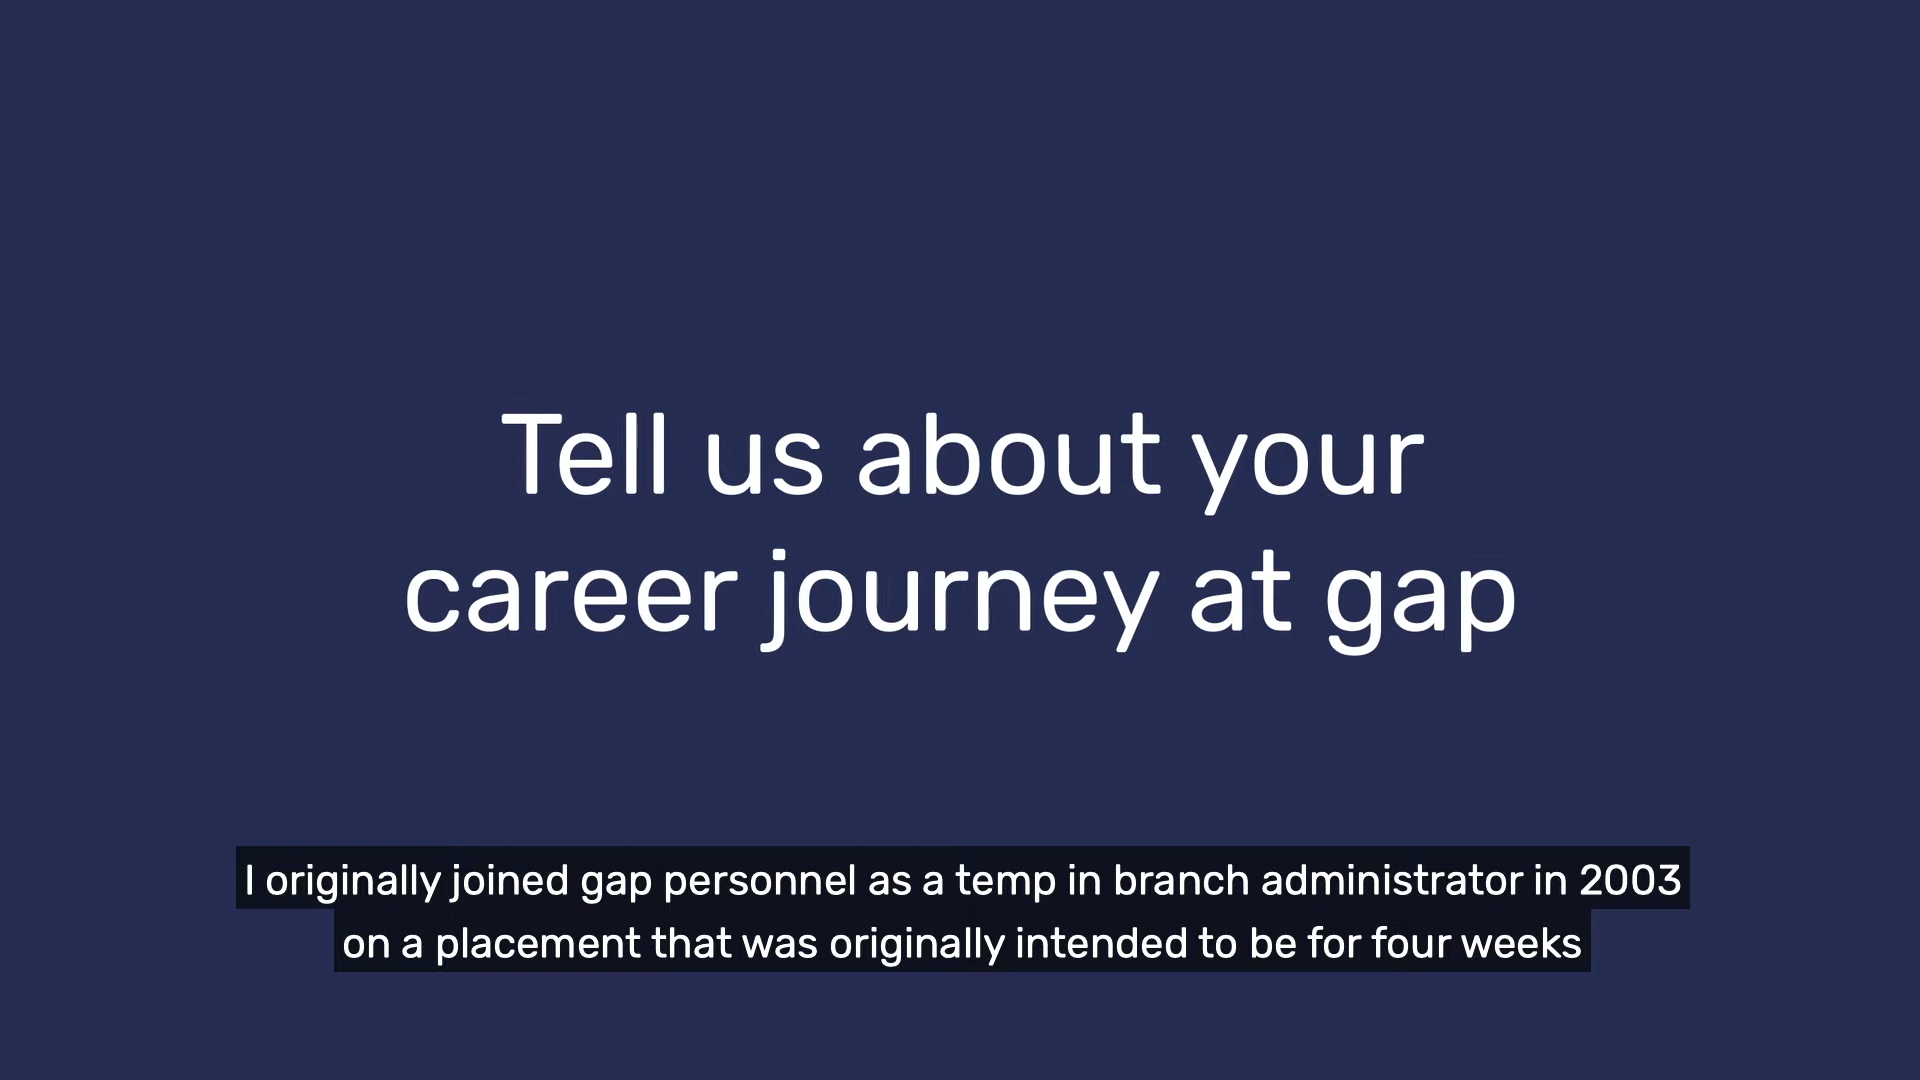 Tell us about your
career journey at gap
I originally joined gap personnel as a temp in branch administrator in 2003
on a placement that was originally intended to be for four weeks